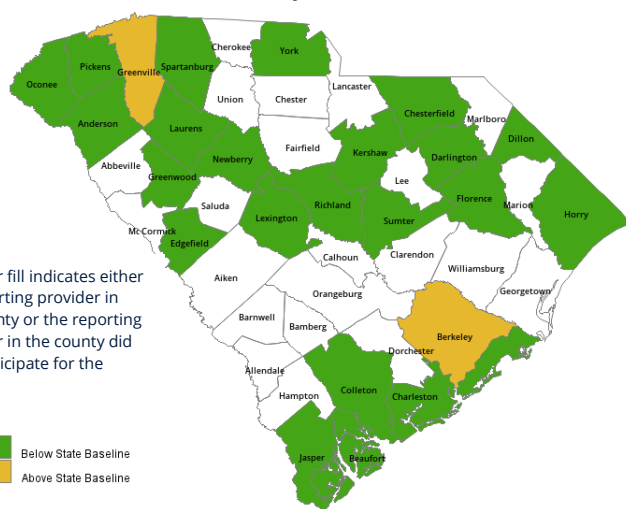 Cherokee
York
Spartanburg
Pickens
Greenville
Oconee
Union
Chester
Lancaster
Chesterfield
Marlboro
Anderson
Laurens
Dillon
Fairfield
Kershaw
Darlington
Newberry
Abbeville
Greenwood
Lee
Florence
Marion
Horry
Saluda
Lexington
Richland
Sumter
Mc Cormick
Edgefield
Calhoun
Clarendon
Williamsburg
Aiken
Orangeburg
Georgetown
Barnwell
Bamberg
Berkeley
Dorchester
Allendale
Hampton
Colleton
Charleston
Jasper
Beaufort
fill indicates either
rting provider in
nty or the reporting
r in the county did
icipate for the
Below State Baseline
Above State Baseline